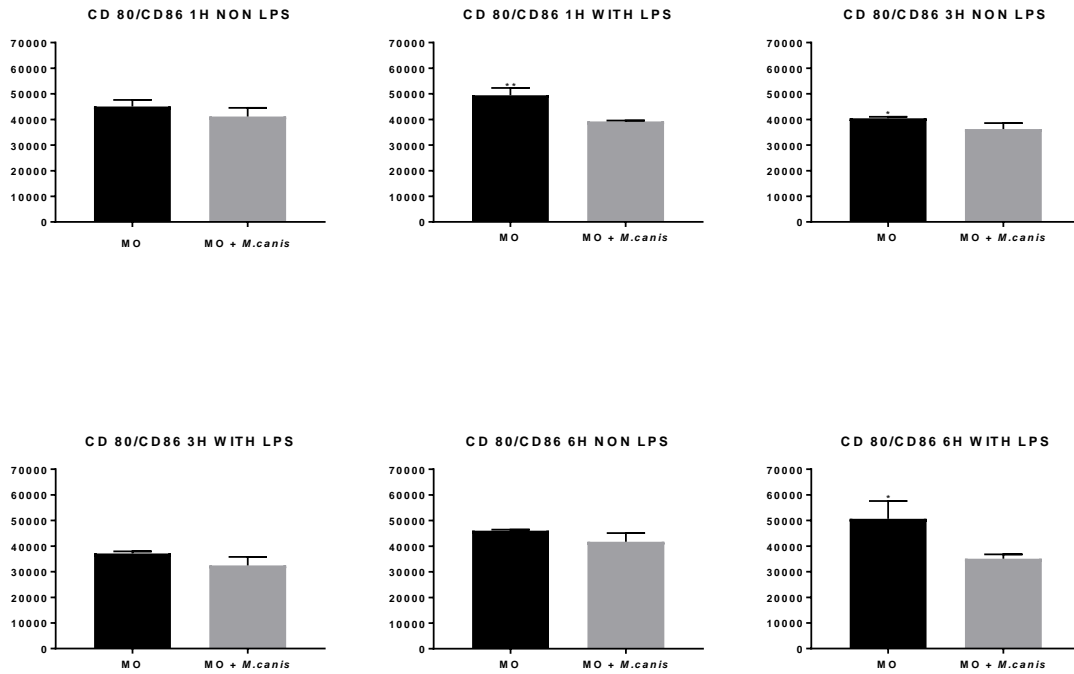 CD 80/CD86 1H NON LPS
70000
60000
50000
40000
30000
20000
10000
0
MO
MO + M.canis
CD 80/CD86 1H WITH LPS
70000
60000
50000
40000
30000
20000
10000
0
**
MO
MO + M.canis
CD 80/CD86 3H NON LPS
70000
60000
50000
40000
30000
20000
10000
0
*
MO
MO + M.canis
CD 80/CD86 3H WITH LPS
70000
60000
50000
40000
30000
20000
10000
0
MO
MO + M.canis
CD 80/CD86 6H NON LPS
70000
60000
50000
40000
30000
20000
10000
0
MO
MO + M.canis
CD 80/CD86 6H WITH LPS
70000
60000
50000
40000
30000
20000
10000
0
*
MO
MO + M.canis